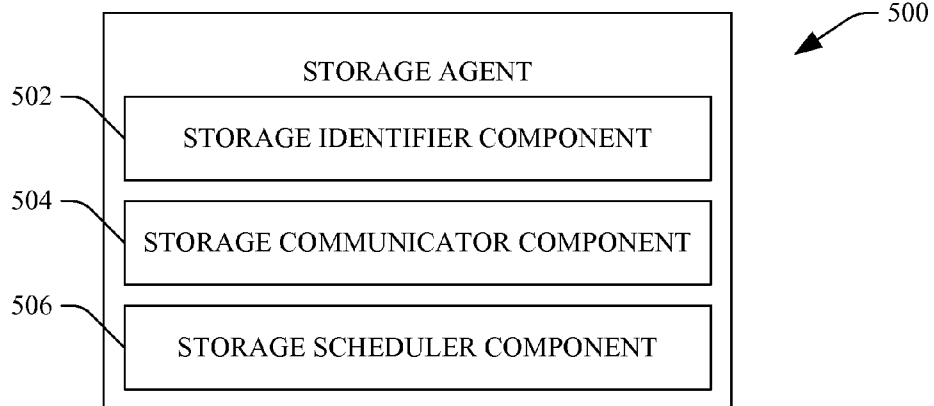 500
STORAGE AGENT
502
STORAGE IDENTIFIER COMPONENT
504
STORAGE COMMUNICATOR COMPONENT
506
STORAGE SCHEDULER COMPONENT